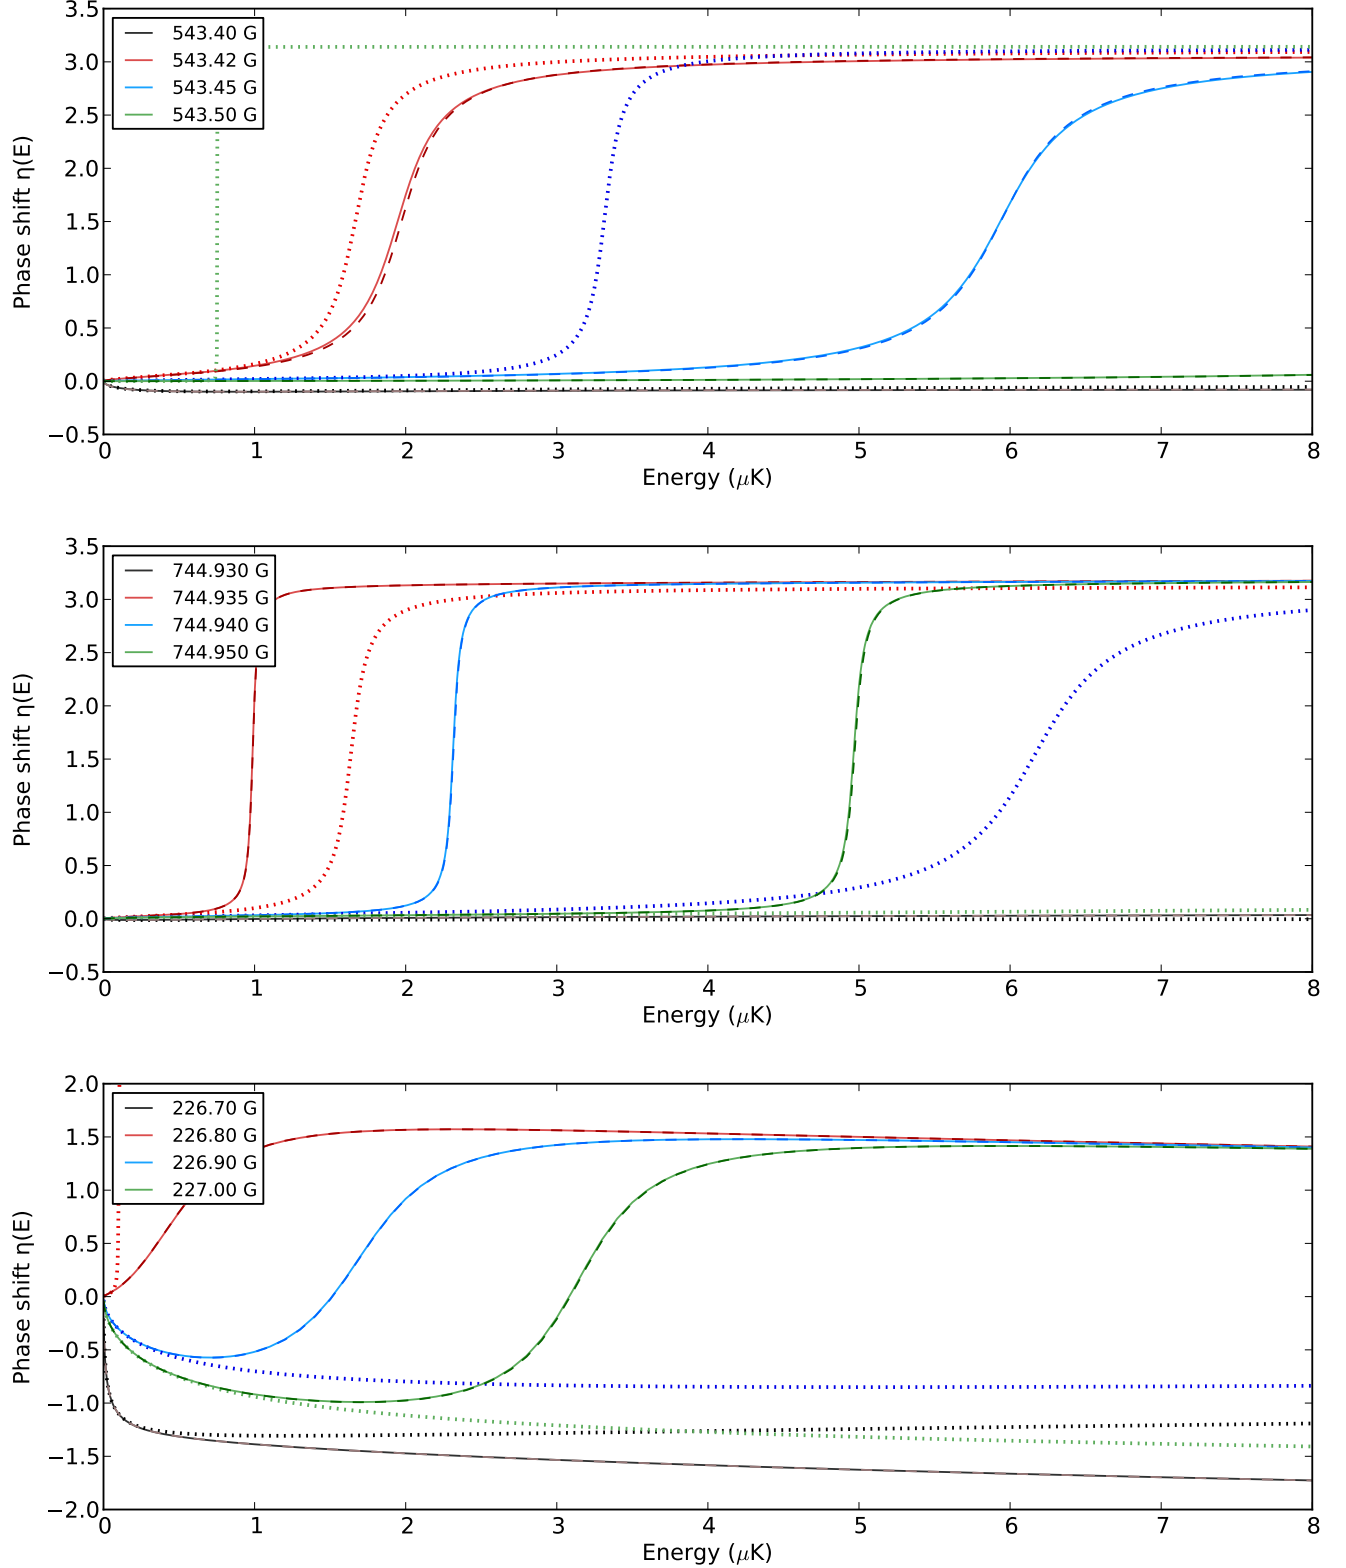 3.5
3.0
2.5
2.0
1.5
1.0
0.5
0.0
−0.5
Phase shift η(E)
543.40 G
543.42 G
543.45 G
543.50 G
0 1 2 3 4 5 6 7 8
Energy (μK)
3.5
3.0
2.5
2.0
1.5
1.0
0.5
0.0
−0.5
Phase shift η(E)
744.930 G
744.935 G
744.940 G
744.950 G
0 1 2 3 4 5 6 7 8
Energy (μK)
2.0
1.5
1.0
0.5
0.0
−0.5
−1.0
−1.5
−2.0
Phase shift η(E)
226.70 G
226.80 G
226.90 G
227.00 G
0 1 2 3 4 5 6 7 8
Energy (μK)